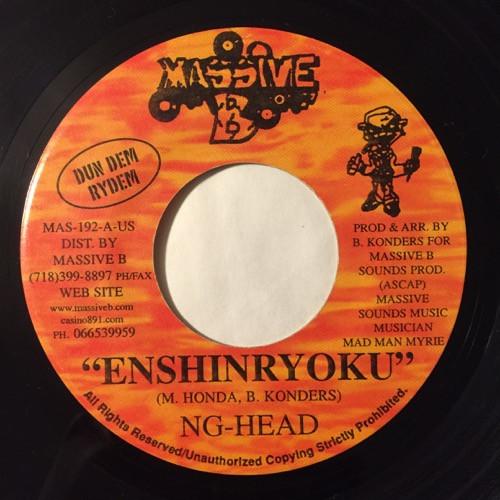 MASSIVE
B
DUN DEM
RYDEM
MAS-192-A-US
DIST. BY
MASSIVE B
(718)399-8897 PH/FAX
WEB SITE
www.massiveb.com
casino891.com
PH. 066539959
PROD & ARR. BY
B. KONDERS FOR
MASSIVE B
SOUNDS PROD.
(ASCAP)
MASSIVE
SOUNDS MUSIC
MUSICIAN
MAD MAN MYRIE
"ENSHINRYOKU"
(M. HONDA, B. KONDERS)
NG-HEAD
All Rights Reserved/Unauthorized Copying Strictly Prohibited.